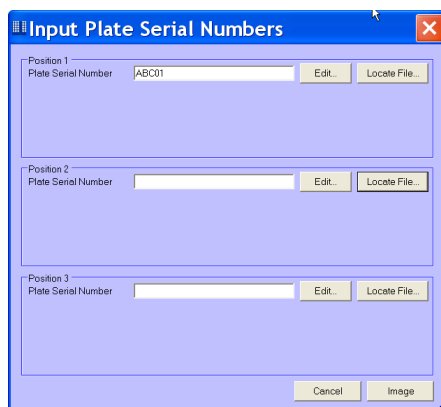 Input Plate Serial Numbers
Position 1
Plate Serial Number ABC01 Edit... Locate File...
Position 2
Plate Serial Number Edit... Locate File...
Position 3
Plate Serial Number Edit... Locate File...
Cancel Image